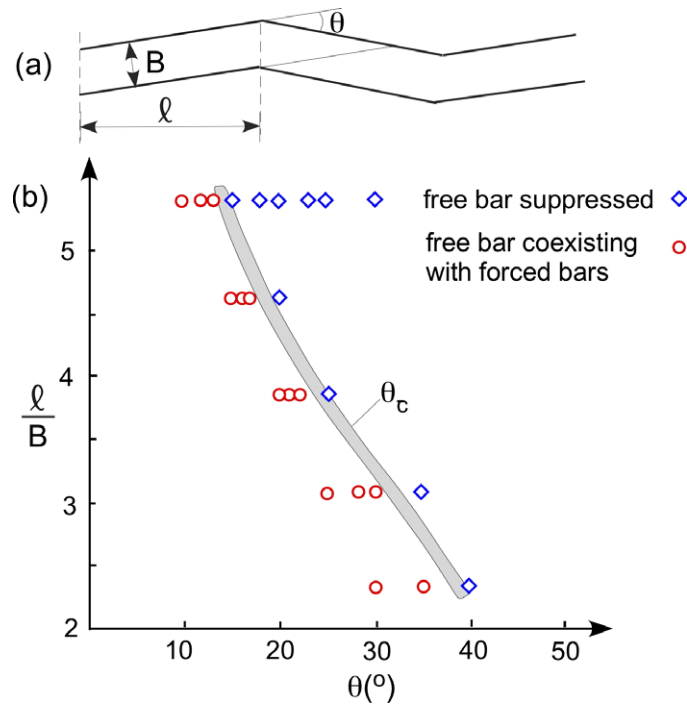 (a)
B
θ
ℓ
(b)
free bar suppressed
free bar coexisting
with forced bars
5
4
3
2
ℓ
B
θc
10
20
30
40
50
θ(°)